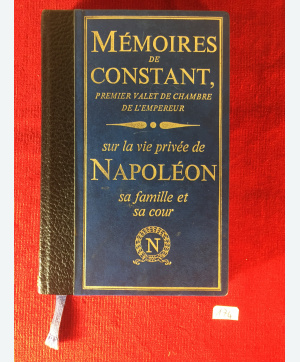 MÉMOIRES
DE
CONSTANT,
PREMIER VALET DE CHAMBRE
DE L'EMPEREUR
sur la vie privée de
NAPOLÉON
sa famille et
sa cour
N